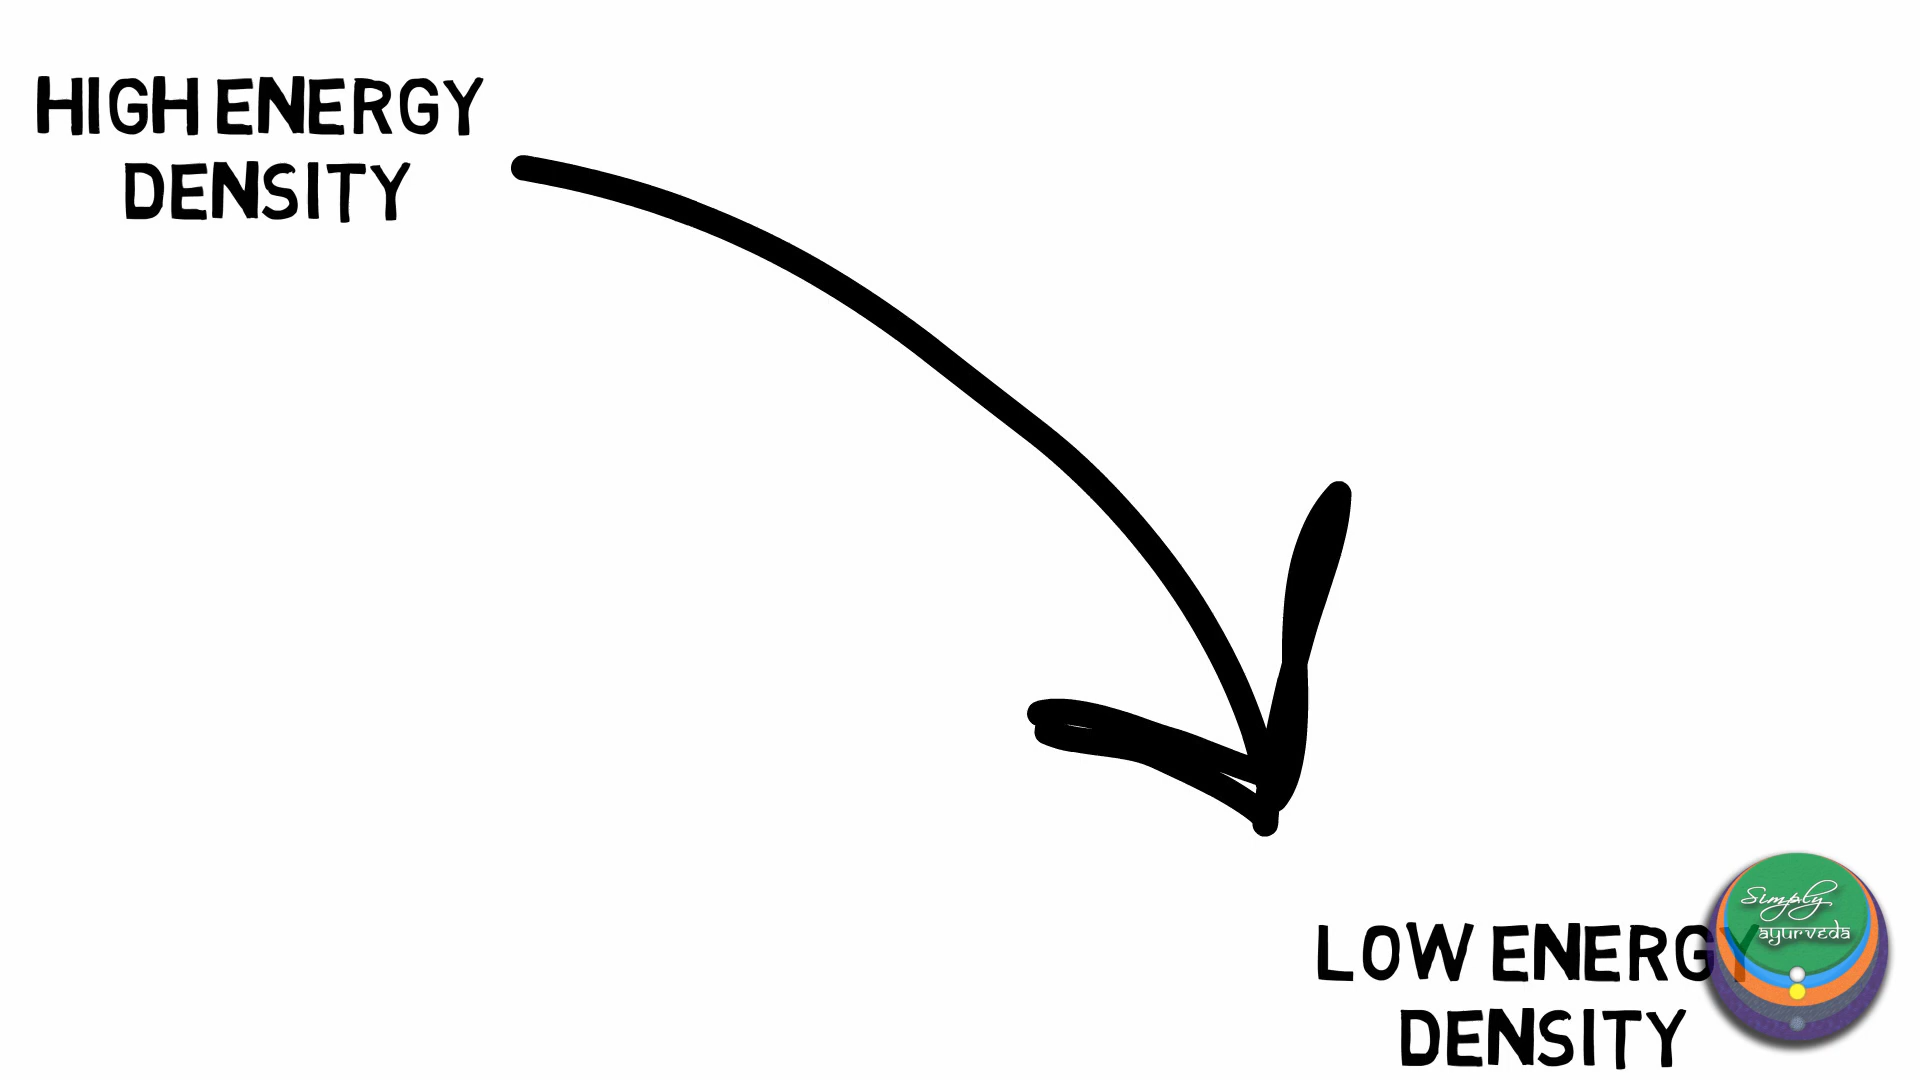 HIGH ENERGY
DENSITY
LOW ENERGY
DENSITY
Simply
ayurveda